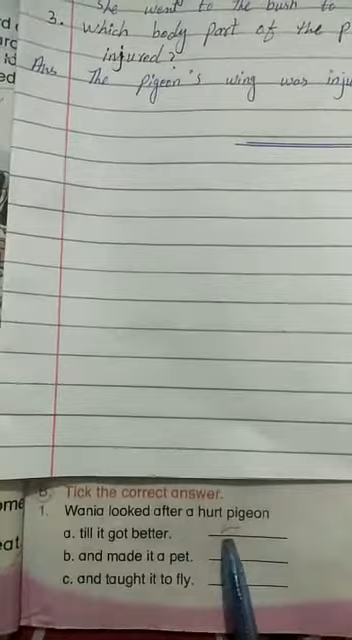 She went to the bush to
3. Which body part of the p
injured?
Ans The pigeon's wing was inju
B. Tick the correct answer.
1. Wania looked after a hurt pigeon
a. till it got better.
b. and made it a pet.
c. and taught it to fly.